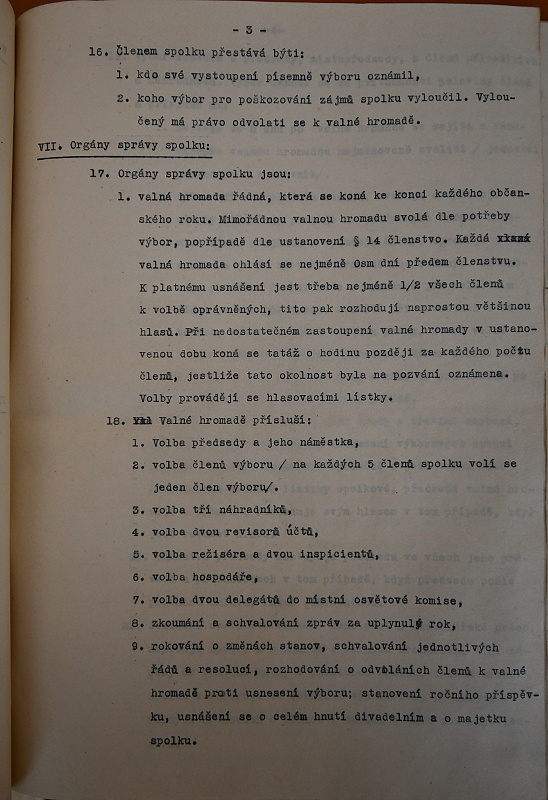 - 3 -
16. Členem spolku přestává býti:
1. kdo své vystoupení písemně výboru oznámil,
2. koho výbor pro poškozování zájmů spolku vyloučil. Vylou-
čený má právo odvolati se k valné hromadě.
VII. Orgány správy spolku:
17. Orgány správy spolku jsou:
1. valná hromada řádná, která se koná ke konci každého občan-
ského roku. Mimořádnou valnou hromadu svolá dle potřeby
výbor, popřípadě dle ustanovení § 14 členstvo. Každá
valná hromada ohlásí se nejméně Osm dní předem členstvu.
K platnému usnášení jest třeba nejméně 1/2 všech členů
k volbě oprávněných, tito pak rozhodují naprostou většinou
hlasů. Při nedostatečném zastoupení valné hromady v ustano-
venou dobu koná se tatáž o hodinu později za každého počtu
členů, jestliže tato okolnost byla na pozvání oznámena.
Volby provádějí se hlasovacími lístky.
18. Valné hromadě přísluší:
1. Volba předsedy a jeho náměstka,
2. volba členů výboru / na každých 5 členů spolku volí se
jeden člen výboru/.
3. volba tří náhradníků,
4. volba dvou revisorů účtů,
5. volba režiséra a dvou inspicientů,
6. volba hospodáře,
7. volba dvou delegátů do místní osvětové komise,
8. zkoumání a schvalování zpráv za uplynulý rok,
9. rokování o změnách stanov, schvalování jednotlivých
řádů a resolucí, rozhodování o odvoláních členů k valné
hromadě proti usnesení výboru; stanovení ročního příspěv-
ku, usnášení se o celém hnutí divadelním a o majetku
spolku.